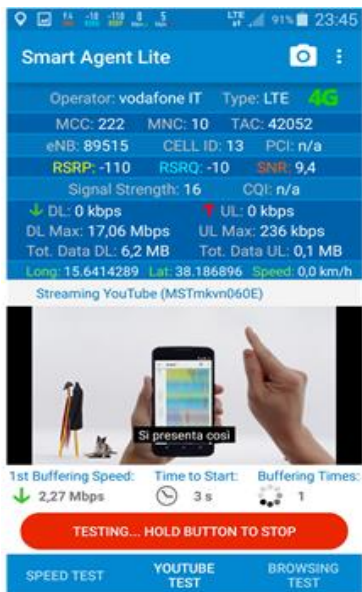 LTE 91% 23:45
Smart Agent Lite
Operator: vodafone IT Type: LTE 4G
MCC: 222 MNC: 10 TAC: 42052
eNB: 89515 CELL ID: 13 PCI: n/a
RSRP: -110 RSRQ: -10 SNR: 9,4
Signal Strength: 16 CQI: n/a
DL: 0 kbps UL: 0 kbps
DL Max: 17,06 Mbps UL Max: 236 kbps
Tot. Data DL: 6,2 MB Tot. Data UL: 0,1 MB
Long: 15.6414289 Lat: 38.186896 Speed: 0,0 km/h
Streaming YouTube (MSTmkvn060E)
Si presenta così
1st Buffering Speed: Time to Start: Buffering Times:
2,27 Mbps 3 s 1
TESTING... HOLD BUTTON TO STOP
SPEED TEST YOUTUBE TEST BROWSING TEST